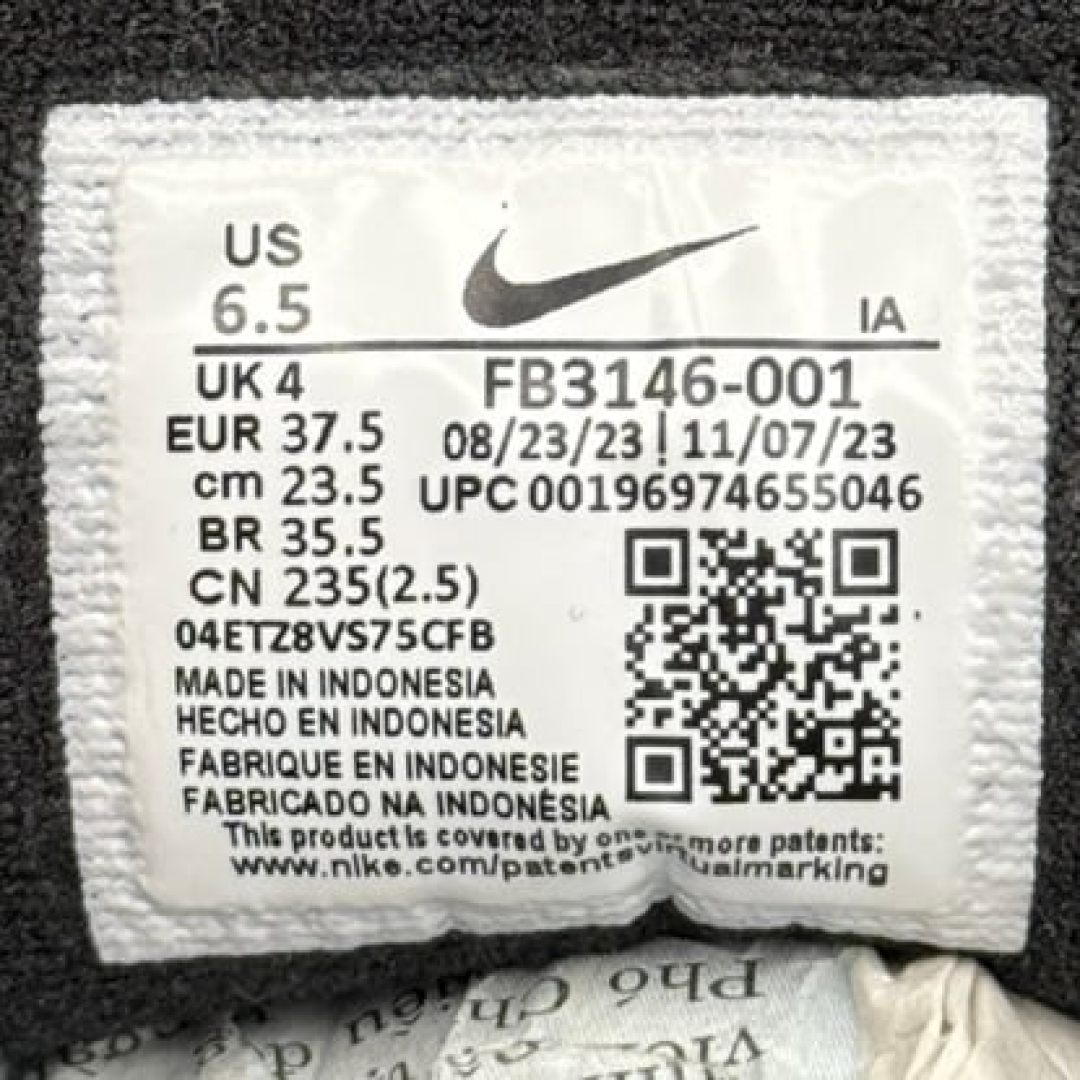 US
6.5
IA
UK 4
EUR 37.5
cm 23.5
BR 35.5
CN 235(2.5)
FB3146-001
08/23/23 | 11/07/23
UPC 00196974655046
04ETZ8VS75CFB
MADE IN INDONESIA
HECHO EN INDONESIA
FABRIQUE EN INDONESIE
FABRICADO NA INDONÉSIA
This product is covered by one or more patents:
www.nike.com/patentsvirtualmarking
Phó Chiếu